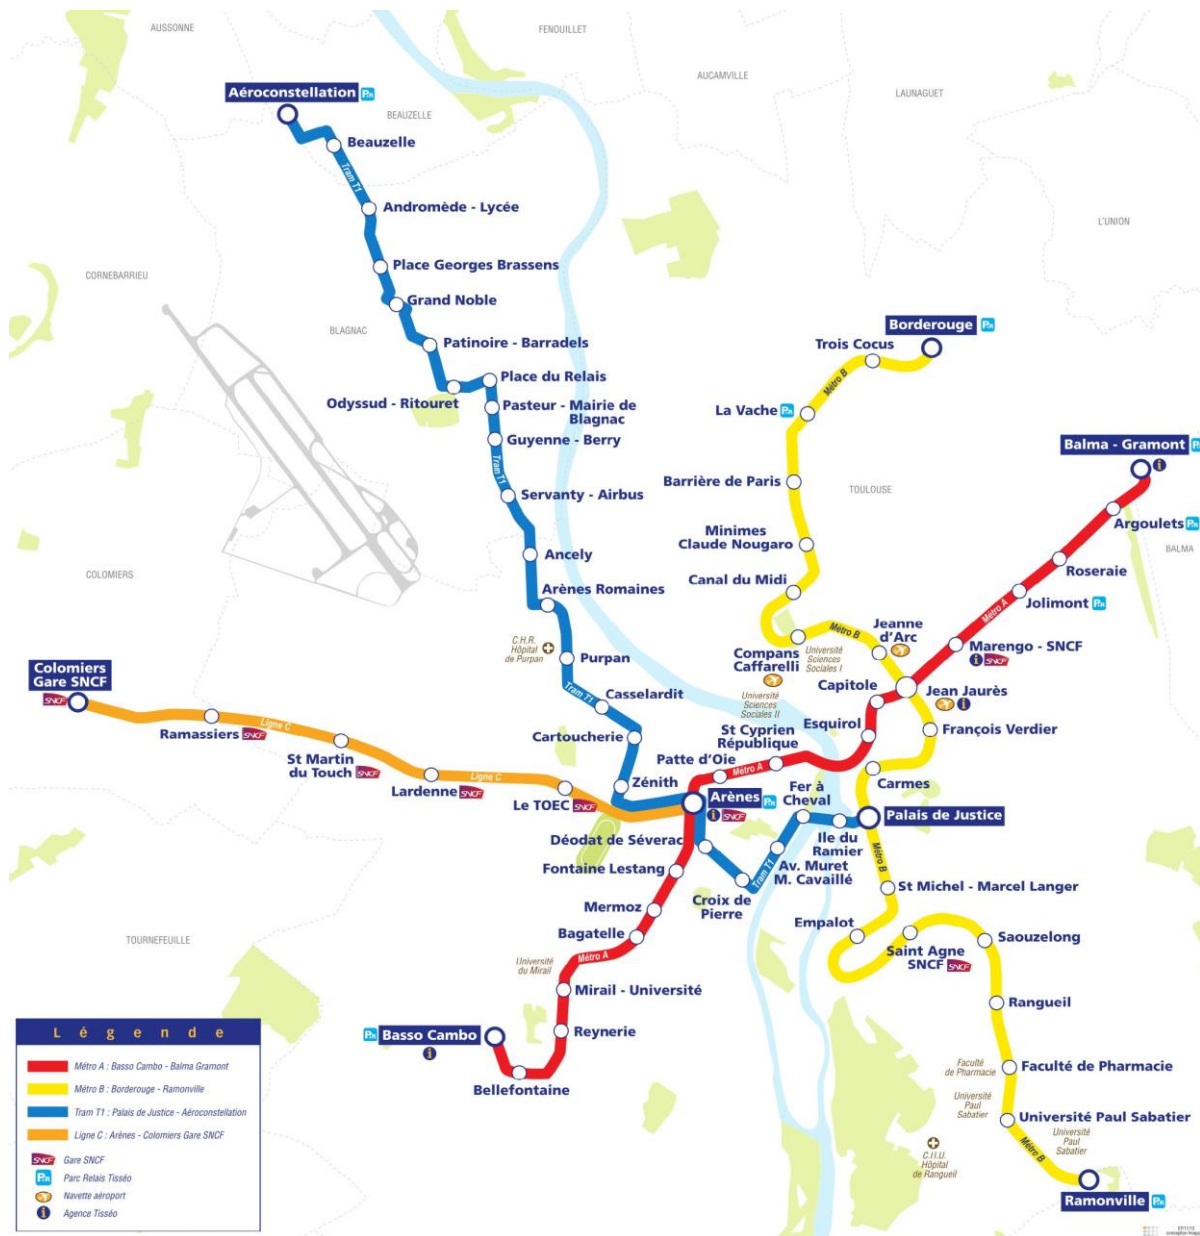 AUSSONNE
FENOUILLET
AUCAMVILLE
LAUNAGUET
Aéroconstellation P+R
BEAUZELLE
Beauzelle
Tram T1
Andromède - Lycée
L'UNION
CORNEBARRIEU
Place Georges Brassens
Grand Noble
BLAGNAC
Patinoire - Barradels
Borderouge P+R
Trois Cocus
Métro B
Place du Relais
Odyssud - Ritouret
Pasteur - Mairie de
Blagnac
La Vache P+R
Guyenne - Berry
Balma - Gramont
Tram T1
Servanty - Airbus
Barrière de Paris
TOULOUSE
Argoulets P+R
BALMA
Minimes
Claude Nougaro
Ancely
Roseraie
COLOMIERS
Canal du Midi
Arènes Romaines
Métro A
Jolimont P+R
C.H.R.
Hôpital
de Purpan
Purpan
Métro B
Jeanne
d'Arc
Marengo - SNCF
SNCF
Compans
Caffarelli
Université
Sciences
Sociales I
Université
Sciences
Sociales II
Colomiers
Gare SNCF
SNCF
Tram T1
Casselardit
Capitole
Jean Jaurès
Ligne C
Ramassiers SNCF
Cartoucherie
St Cyprien
République
Esquirol
François Verdier
St Martin
du Touch SNCF
Ligne C
Lardenne SNCF
Le TOEC SNCF
Zénith
Patte d'Oie
Métro A
Arènes P+R
SNCF
Fer à
Cheval
Carmes
Palais de Justice
Déodat de Séverac
Ile du
Ramier
Fontaine Lestang
Tram T1
Av. Muret
M. Cavaillé
Métro B
St Michel - Marcel Langer
Mermoz
Croix de
Pierre
Bagatelle
Empalot
Saint Agne
SNCF SNCF
Saouzelong
TOURNEFEUILLE
Université
du Mirail
Métro A
Mirail - Université
Rangueil
P+R Basso Cambo
Reynerie
Bellefontaine
Faculté
de Pharmacie
Faculté de Pharmacie
Université
Paul
Sabatier
Université Paul Sabatier
Métro B
Université
Paul
Sabatier
C.H.U.
Hôpital
de Rangueil
Ramonville P+R
Légende
Métro A : Basso Cambo - Balma Gramont
Métro B : Borderouge - Ramonville
Tram T1 : Palais de Justice - Aéroconstellation
Ligne C : Arènes - Colomiers Gare SNCF
SNCF Gare SNCF
P+R Parc Relais Tisséo
Navette aéroport
i Agence Tisséo